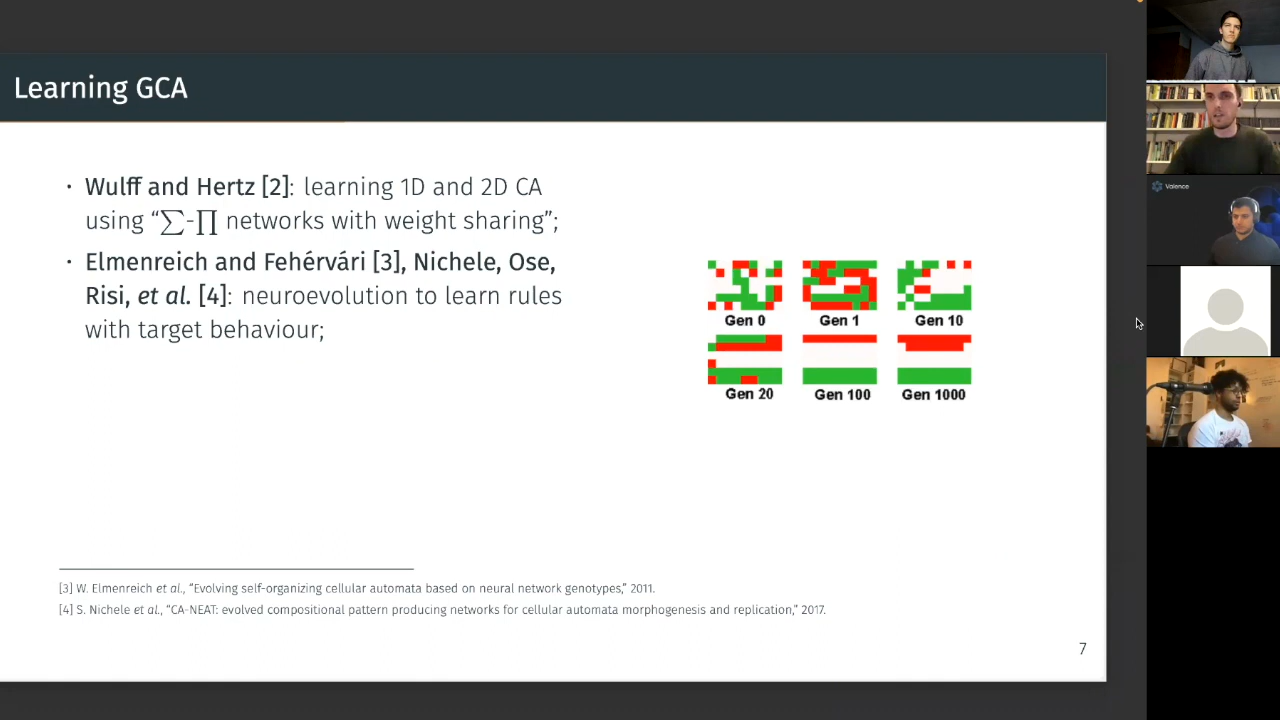 Learning GCA
• Wulff and Hertz [2]: learning 1D and 2D CA
using “∑-∏ networks with weight sharing”;
• Elmenreich and Fehérvári [3], Nichele, Ose,
Risi, et al. [4]: neuroevolution to learn rules
with target behaviour;
Gen 0 Gen 1 Gen 10
Gen 20 Gen 100 Gen 1000
[3] W. Elmenreich et al., “Evolving self-organizing cellular automata based on neural network genotypes,” 2011.
[4] S. Nichele et al., “CA-NEAT: evolved compositional pattern producing networks for cellular automata morphogenesis and replication,” 2017.
7
Valence